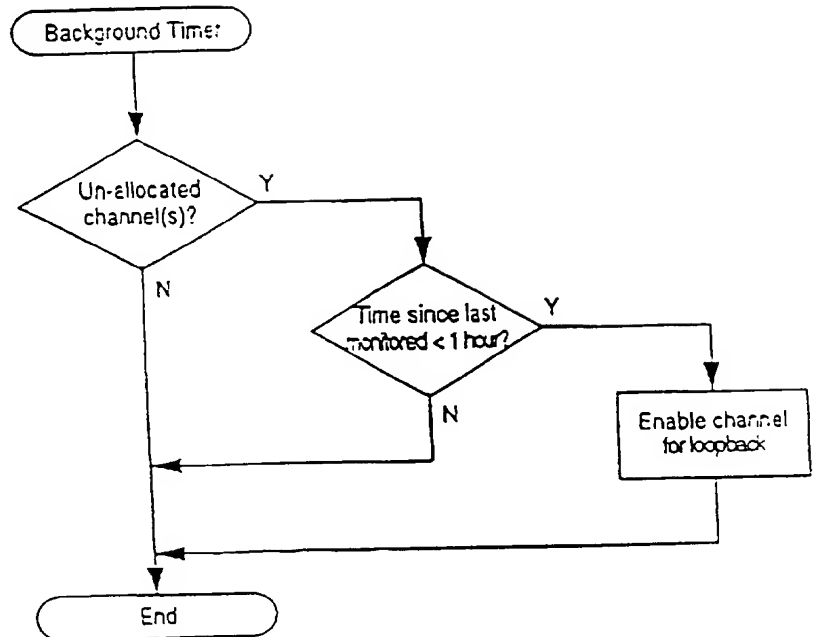 Background Timer
Un-allocated
channel(s)?
Y
N
Time since last
monitored < 1 hour?
Y
N
Enable channel
for loopback
End